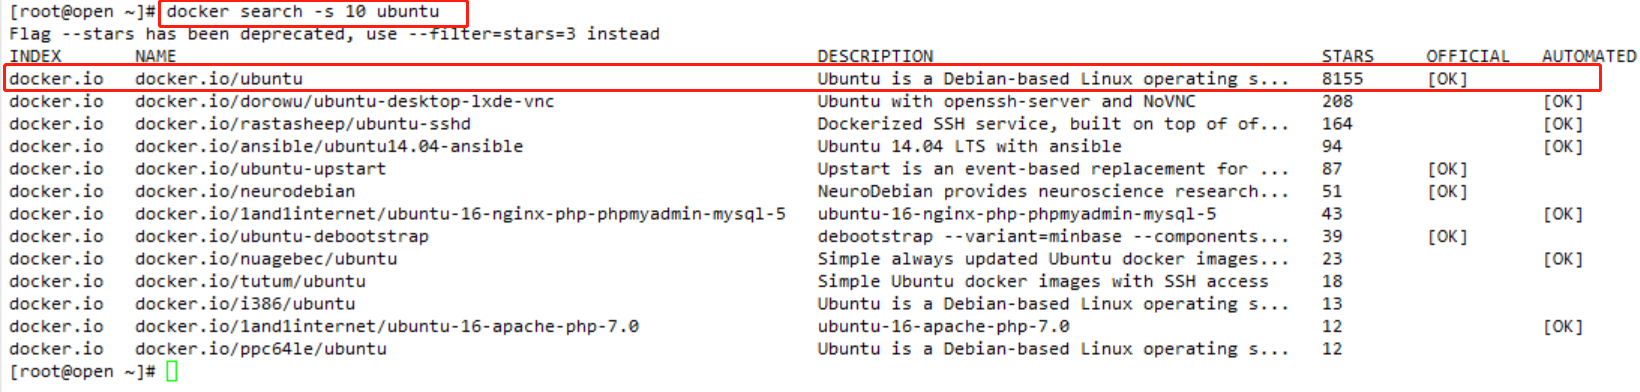 [root@open ~]# docker search -s 10 ubuntu
Flag --stars has been deprecated, use --filter=stars=3 instead
INDEX NAME DESCRIPTION STARS OFFICIAL AUTOMATED
docker.io docker.io/ubuntu Ubuntu is a Debian-based Linux operating s... 8155 [OK]
docker.io docker.io/dorowu/ubuntu-desktop-lxde-vnc Ubuntu with openssh-server and NoVNC 208 [OK]
docker.io docker.io/rastasheep/ubuntu-sshd Dockerized SSH service, built on top of of... 164 [OK]
docker.io docker.io/ansible/ubuntu14.04-ansible Ubuntu 14.04 LTS with ansible 94 [OK]
docker.io docker.io/ubuntu-upstart Upstart is an event-based replacement for ... 87 [OK]
docker.io docker.io/neurodebian NeuroDebian provides neuroscience research... 51 [OK]
docker.io docker.io/1and1internet/ubuntu-16-nginx-php-phpmyadmin-mysql-5 ubuntu-16-nginx-php-phpmyadmin-mysql-5 43 [OK]
docker.io docker.io/ubuntu-debootstrap debootstrap --variant=minbase --components... 39 [OK]
docker.io docker.io/nuagebec/ubuntu Simple always updated Ubuntu docker images... 23 [OK]
docker.io docker.io/tutum/ubuntu Simple Ubuntu docker images with SSH access 18
docker.io docker.io/i386/ubuntu Ubuntu is a Debian-based Linux operating s... 13
docker.io docker.io/1and1internet/ubuntu-16-apache-php-7.0 ubuntu-16-apache-php-7.0 12 [OK]
docker.io docker.io/ppc64le/ubuntu Ubuntu is a Debian-based Linux operating s... 12
[root@open ~]#